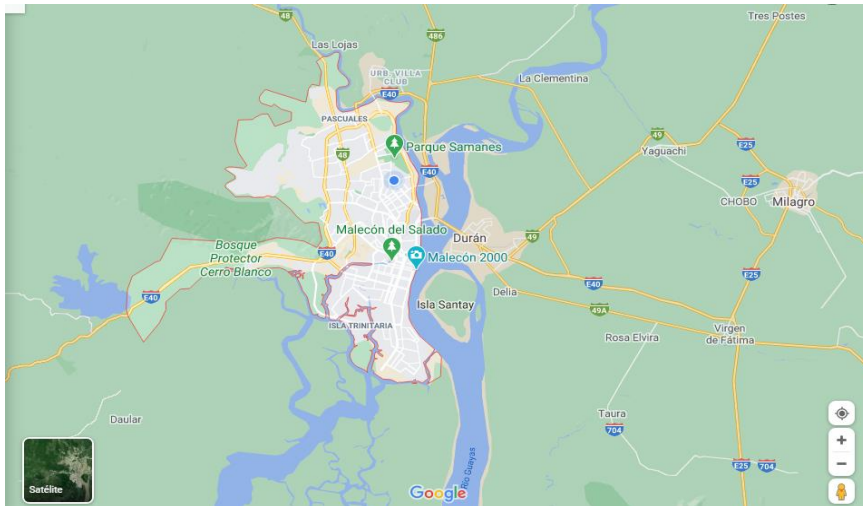 48
486
Tres Postes
Las Lojas
URB. VILLA
CLUB
La Clementina
E40
PASCUALES
49
48
Parque Samanes
Yaguachi
E25
E40
E25
CHOBO
Milagro
Malecón del Salado
Durán
49
Bosque
Protector
Cerro Blanco
E40
Malecón 2000
E25
E40
Delia
E40
Isla Santay
49A
ISLA TRINITARIA
Rosa Elvira
Virgen
de Fátima
Daular
Taura
704
E25
704
Río Guayas
Satélite
Google